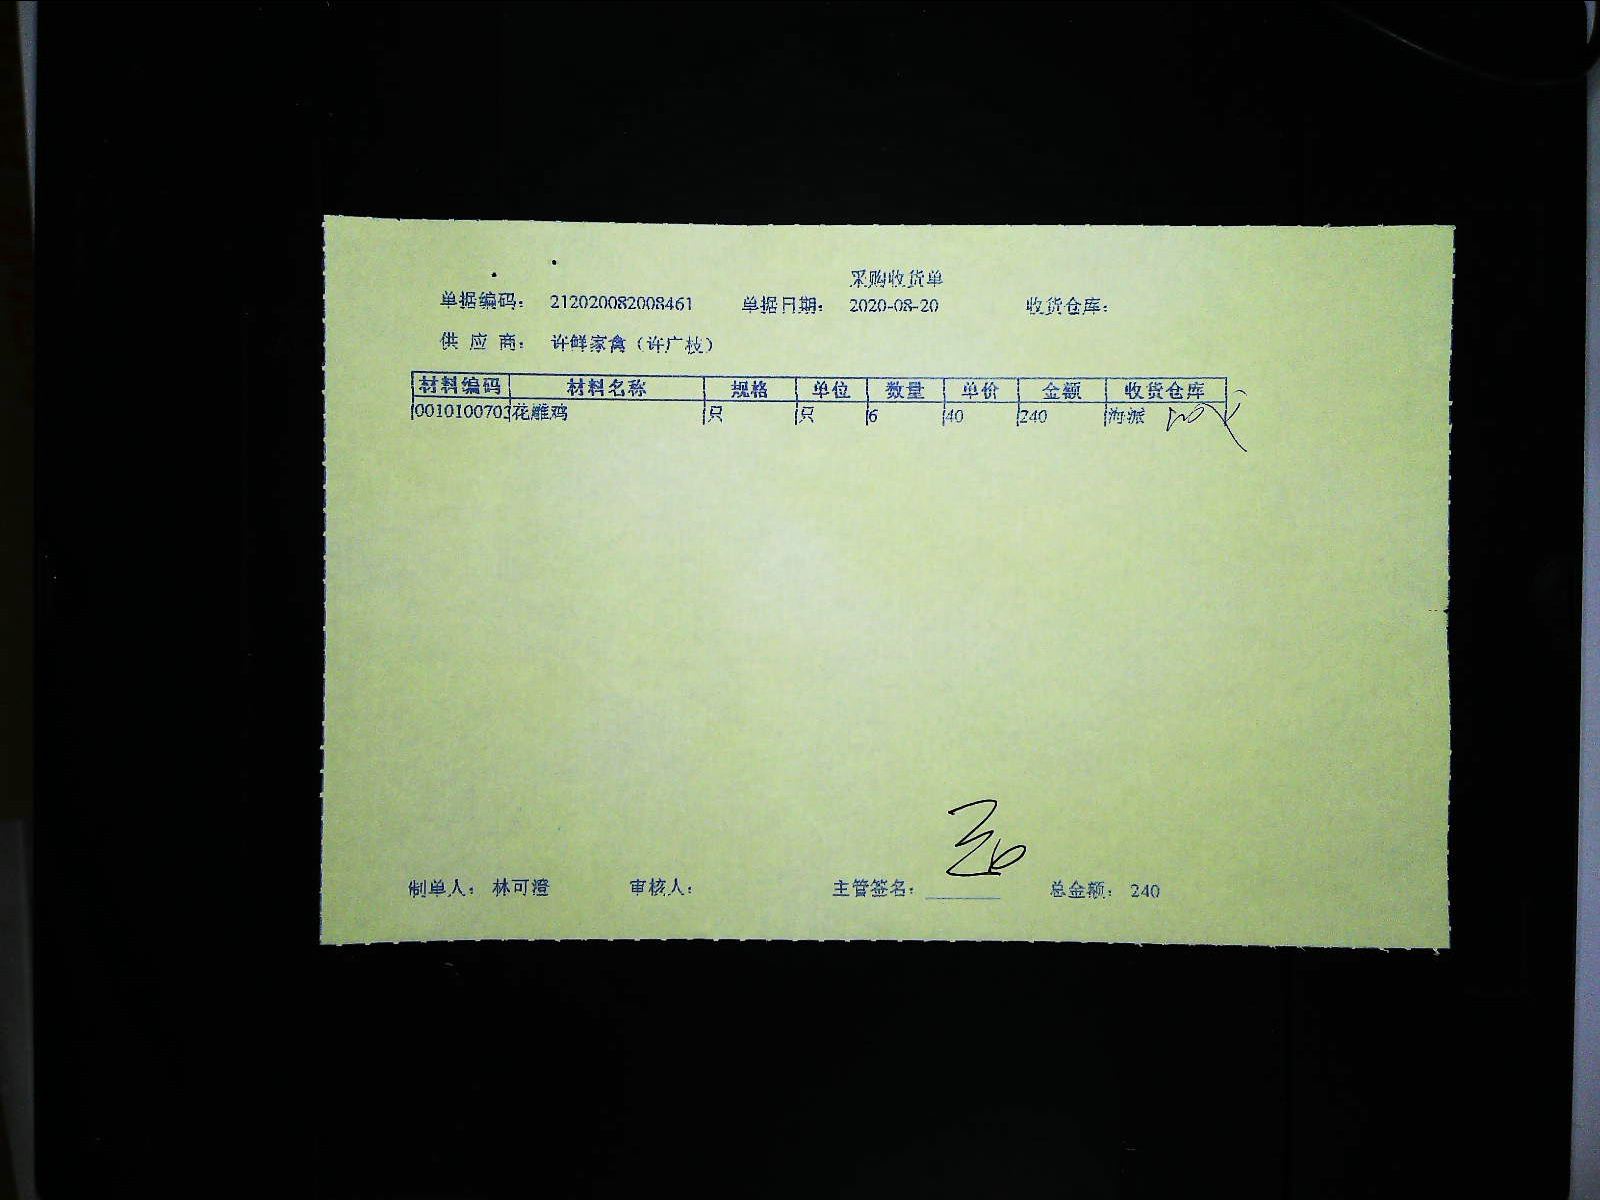 采购收货单
单据编码： 212020082008461 单据日期： 2020-08-20 收货仓库：
供 应 商： 许鲜家禽（许广枝）
材料编码 材料名称 规格 单位 数量 单价 金额 收货仓库
0010100703 花雕鸡 只 只 6 40 240 海派
制单人： 林可澄 审核人： 主管签名： 总金额： 240